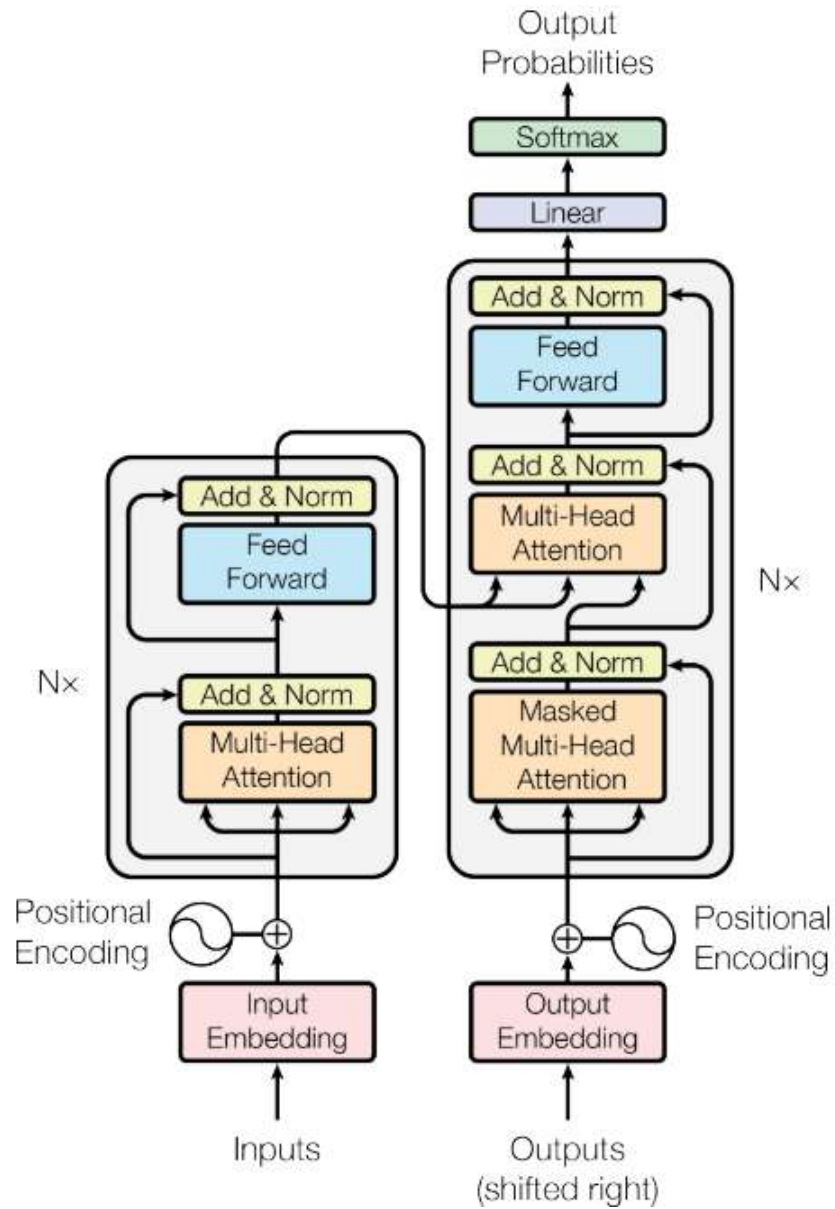 Output
Probabilities
Softmax
Linear
Add & Norm
Feed
Forward
Add & Norm
Multi-Head
Attention
Add & Norm
Masked
Multi-Head
Attention
Nx
Add & Norm
Feed
Forward
Add & Norm
Multi-Head
Attention
Nx
Positional
Encoding
Positional
Encoding
Input
Embedding
Output
Embedding
Inputs
Outputs
(shifted right)